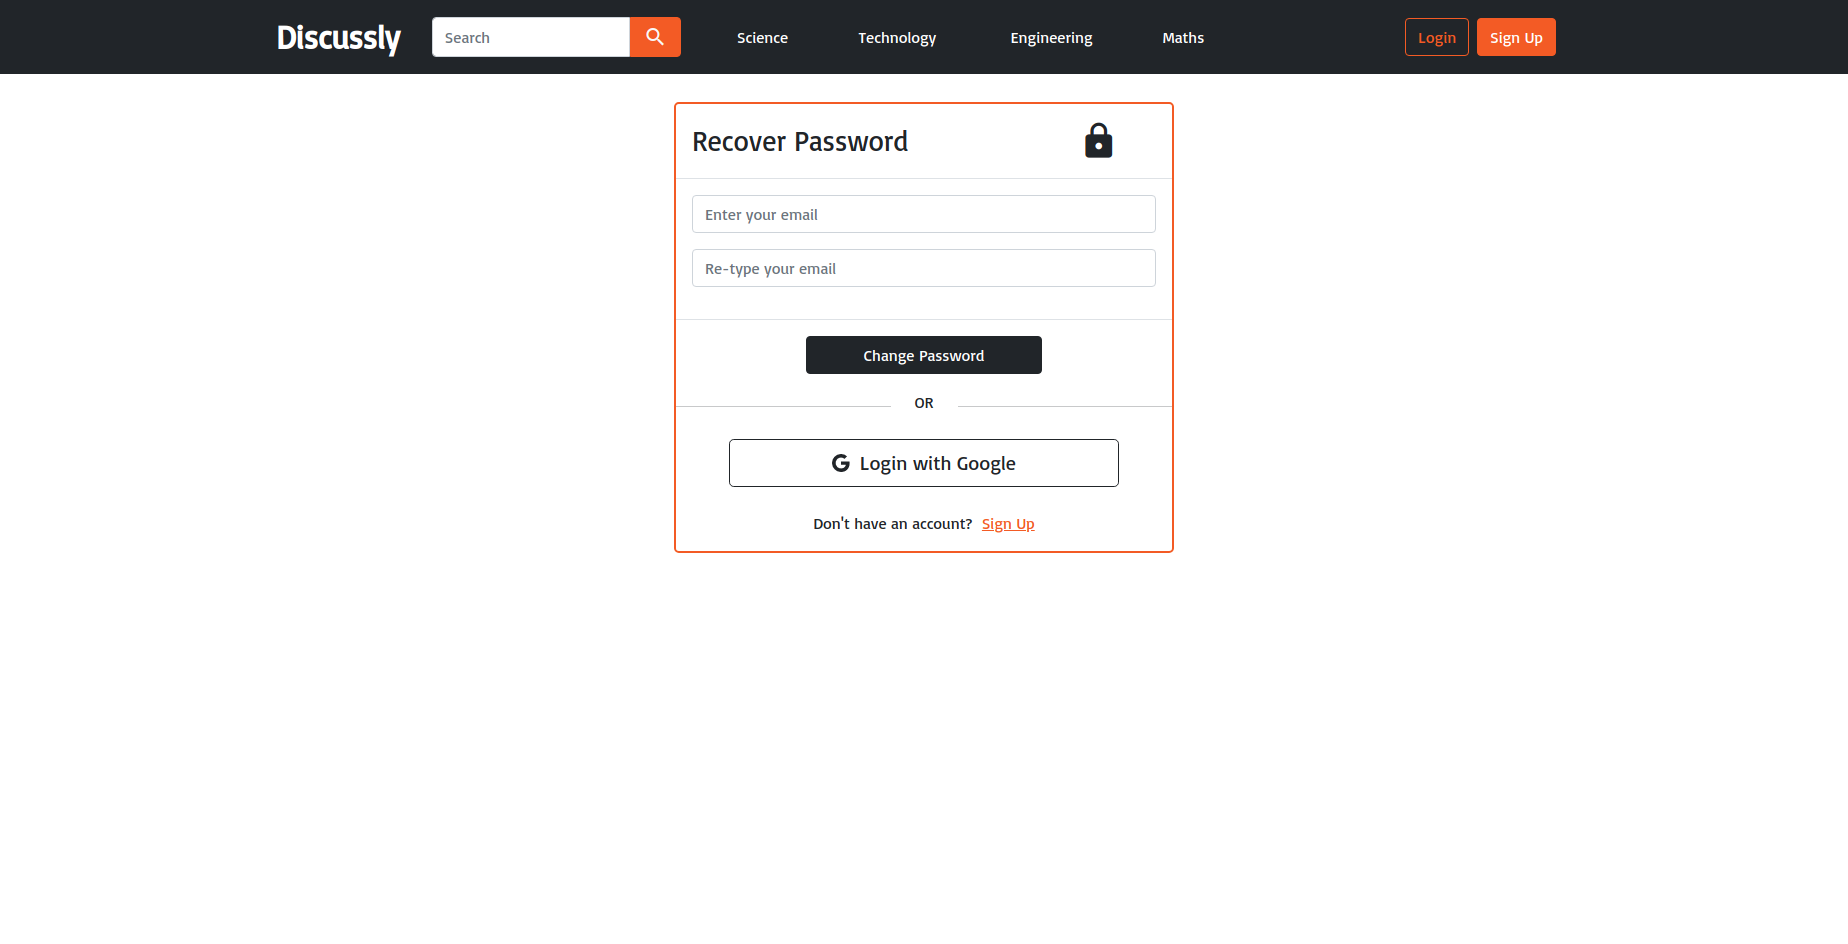 Discussly
Search
Science
Technology
Engineering
Maths
Login
Sign Up
Recover Password
Enter your email
Re-type your email
Change Password
OR
Login with Google
Don't have an account? Sign Up